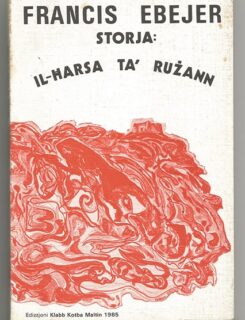 FRANCIS EBEJER
STORJA:
IL-HARSA TA' RUŻANN
Edizzjoni Klabb Kotba Maltin 1985